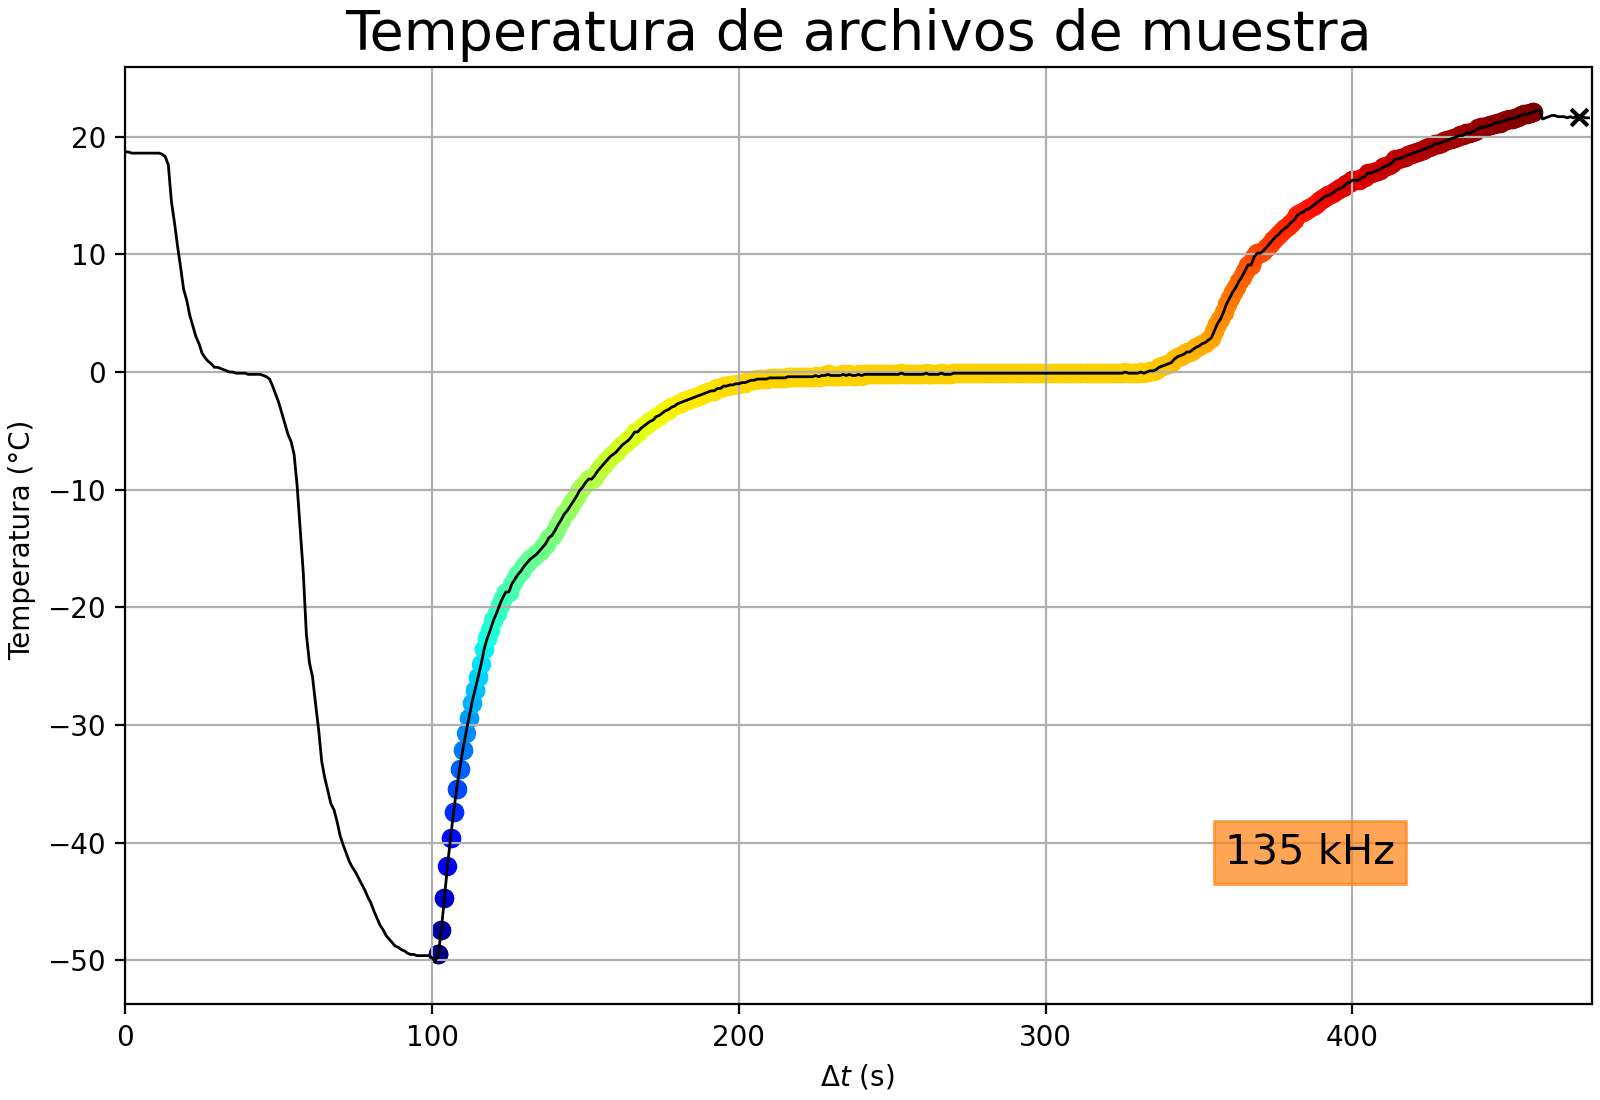 Temperatura de archivos de muestra
Temperatura (°C)
20
10
0
−10
−20
−30
−40
−50
135 kHz
0 100 200 300 400
Δt (s)